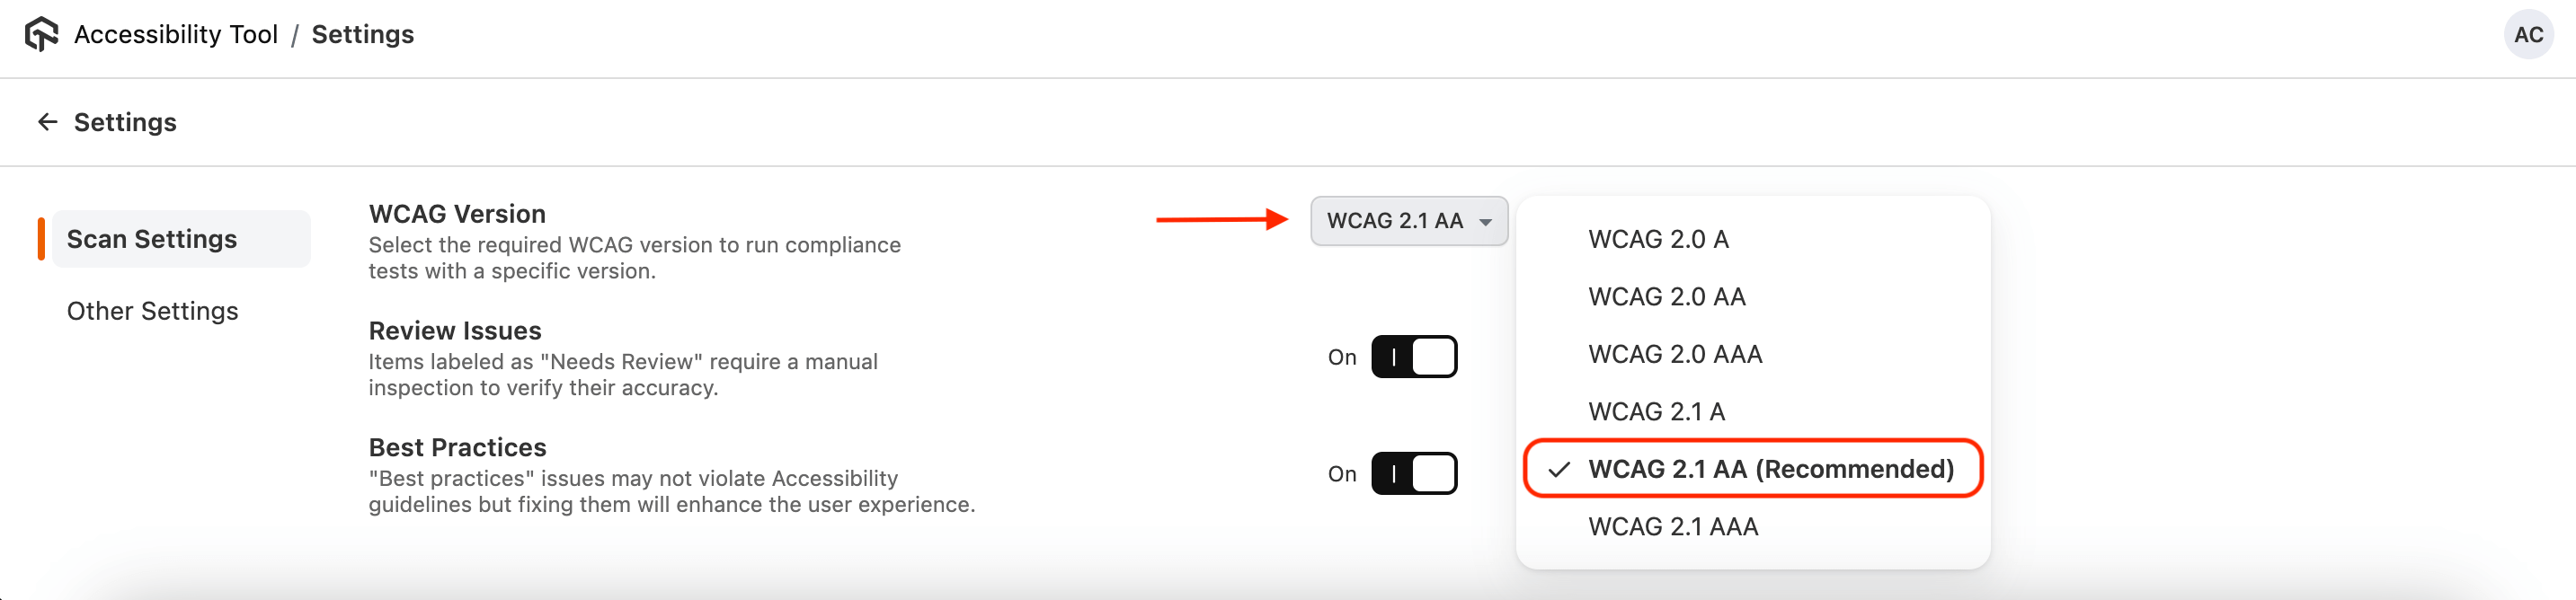 Accessibility Tool / Settings
AC
Settings
Scan Settings
Other Settings
WCAG Version
Select the required WCAG version to run compliance
tests with a specific version.
WCAG 2.1 AA
Review Issues
Items labeled as "Needs Review" require a manual
inspection to verify their accuracy.
On
Best Practices
"Best practices" issues may not violate Accessibility
guidelines but fixing them will enhance the user experience.
On
WCAG 2.0 A
WCAG 2.0 AA
WCAG 2.0 AAA
WCAG 2.1 A
WCAG 2.1 AA (Recommended)
WCAG 2.1 AAA